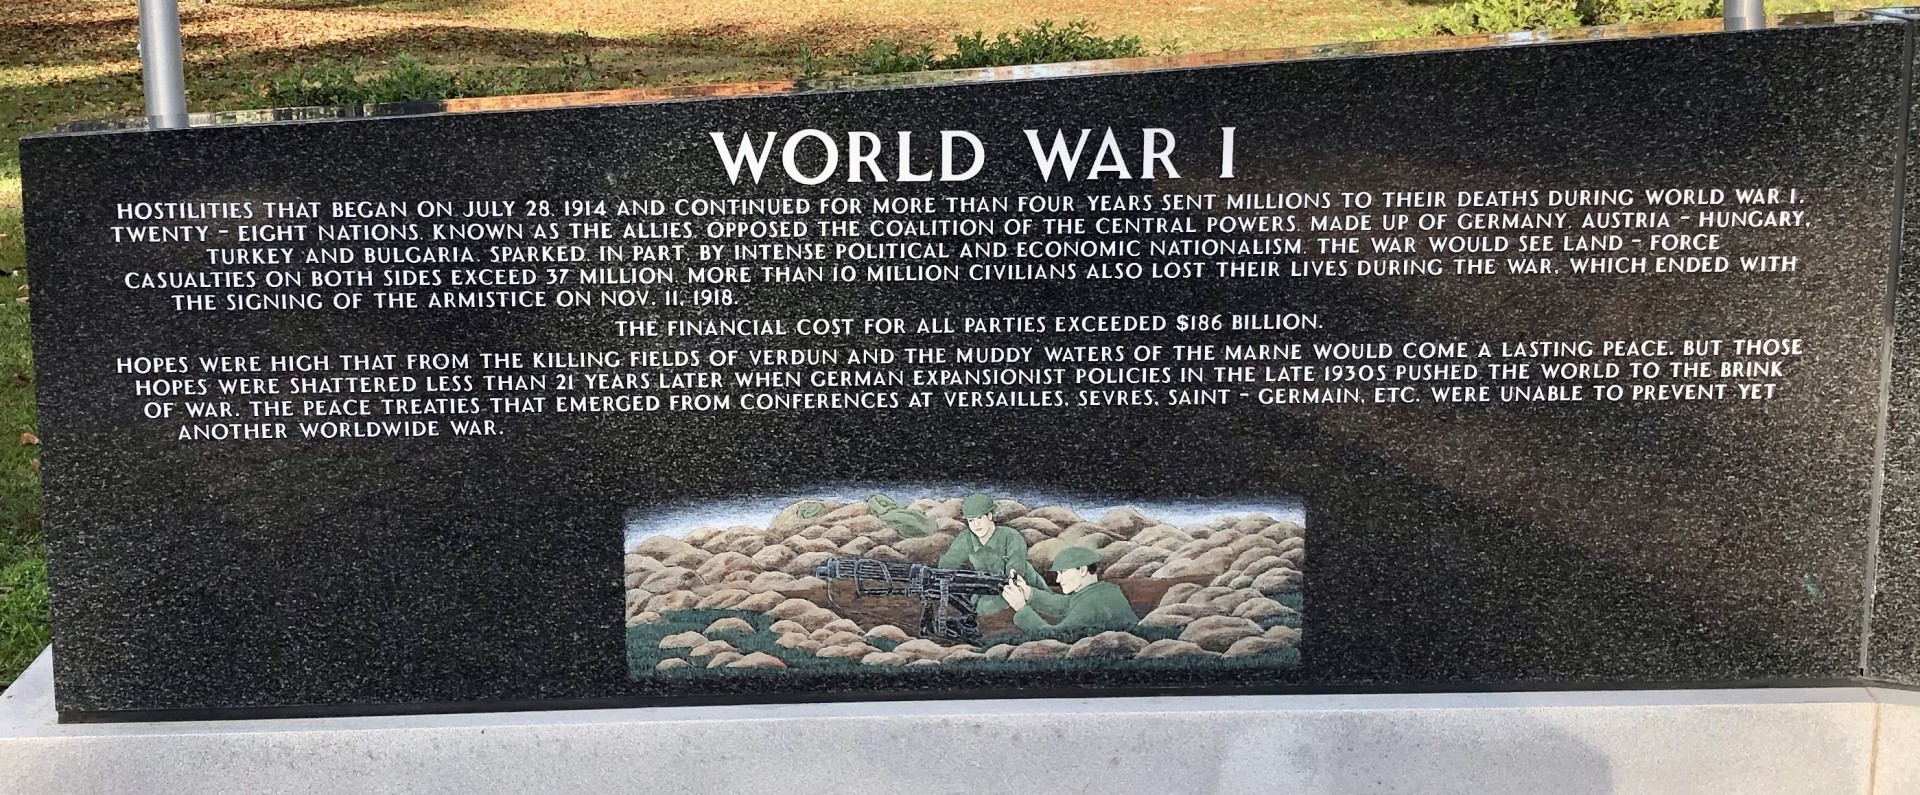 WORLD WAR I
HOSTILITIES THAT BEGAN ON JULY 28, 1914 AND CONTINUED FOR MORE THAN FOUR YEARS SENT MILLIONS TO THEIR DEATHS DURING WORLD WAR I.
TWENTY - EIGHT NATIONS, KNOWN AS THE ALLIES, OPPOSED THE COALITION OF THE CENTRAL POWERS, MADE UP OF GERMANY, AUSTRIA - HUNGARY,
TURKEY AND BULGARIA. SPARKED, IN PART, BY INTENSE POLITICAL AND ECONOMIC NATIONALISM, THE WAR WOULD SEE LAND - FORCE
CASUALTIES ON BOTH SIDES EXCEED 37 MILLION. MORE THAN 10 MILLION CIVILIANS ALSO LOST THEIR LIVES DURING THE WAR, WHICH ENDED WITH
THE SIGNING OF THE ARMISTICE ON NOV. 11, 1918.
THE FINANCIAL COST FOR ALL PARTIES EXCEEDED $186 BILLION.
HOPES WERE HIGH THAT FROM THE KILLING FIELDS OF VERDUN AND THE MUDDY WATERS OF THE MARNE WOULD COME A LASTING PEACE. BUT THOSE
HOPES WERE SHATTERED LESS THAN 21 YEARS LATER WHEN GERMAN EXPANSIONIST POLICIES IN THE LATE 1930S PUSHED THE WORLD TO THE BRINK
OF WAR. THE PEACE TREATIES THAT EMERGED FROM CONFERENCES AT VERSAILLES, SEVRES, SAINT - GERMAIN, ETC. WERE UNABLE TO PREVENT YET
ANOTHER WORLDWIDE WAR.